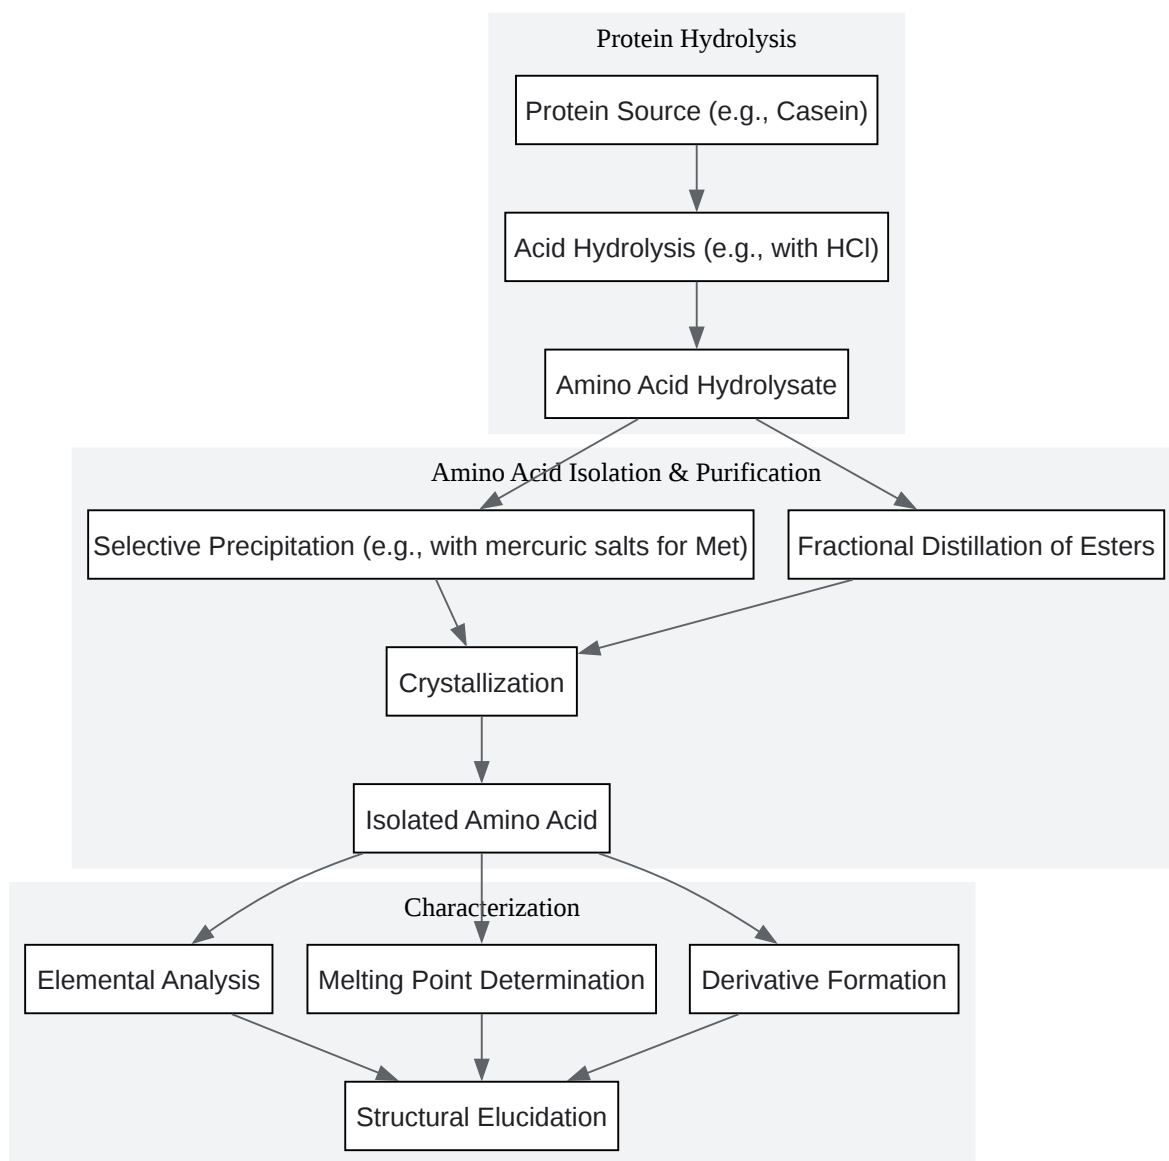 Protein Hydrolysis
Protein Source (e.g., Casein)
Acid Hydrolysis (e.g., with HCl)
Amino Acid Hydrolysate
Amino Acid Isolation & Purification
Selective Precipitation (e.g., with mercuric salts for Met)
Fractional Distillation of Esters
Crystallization
Isolated Amino Acid
Characterization
Elemental Analysis
Melting Point Determination
Derivative Formation
Structural Elucidation